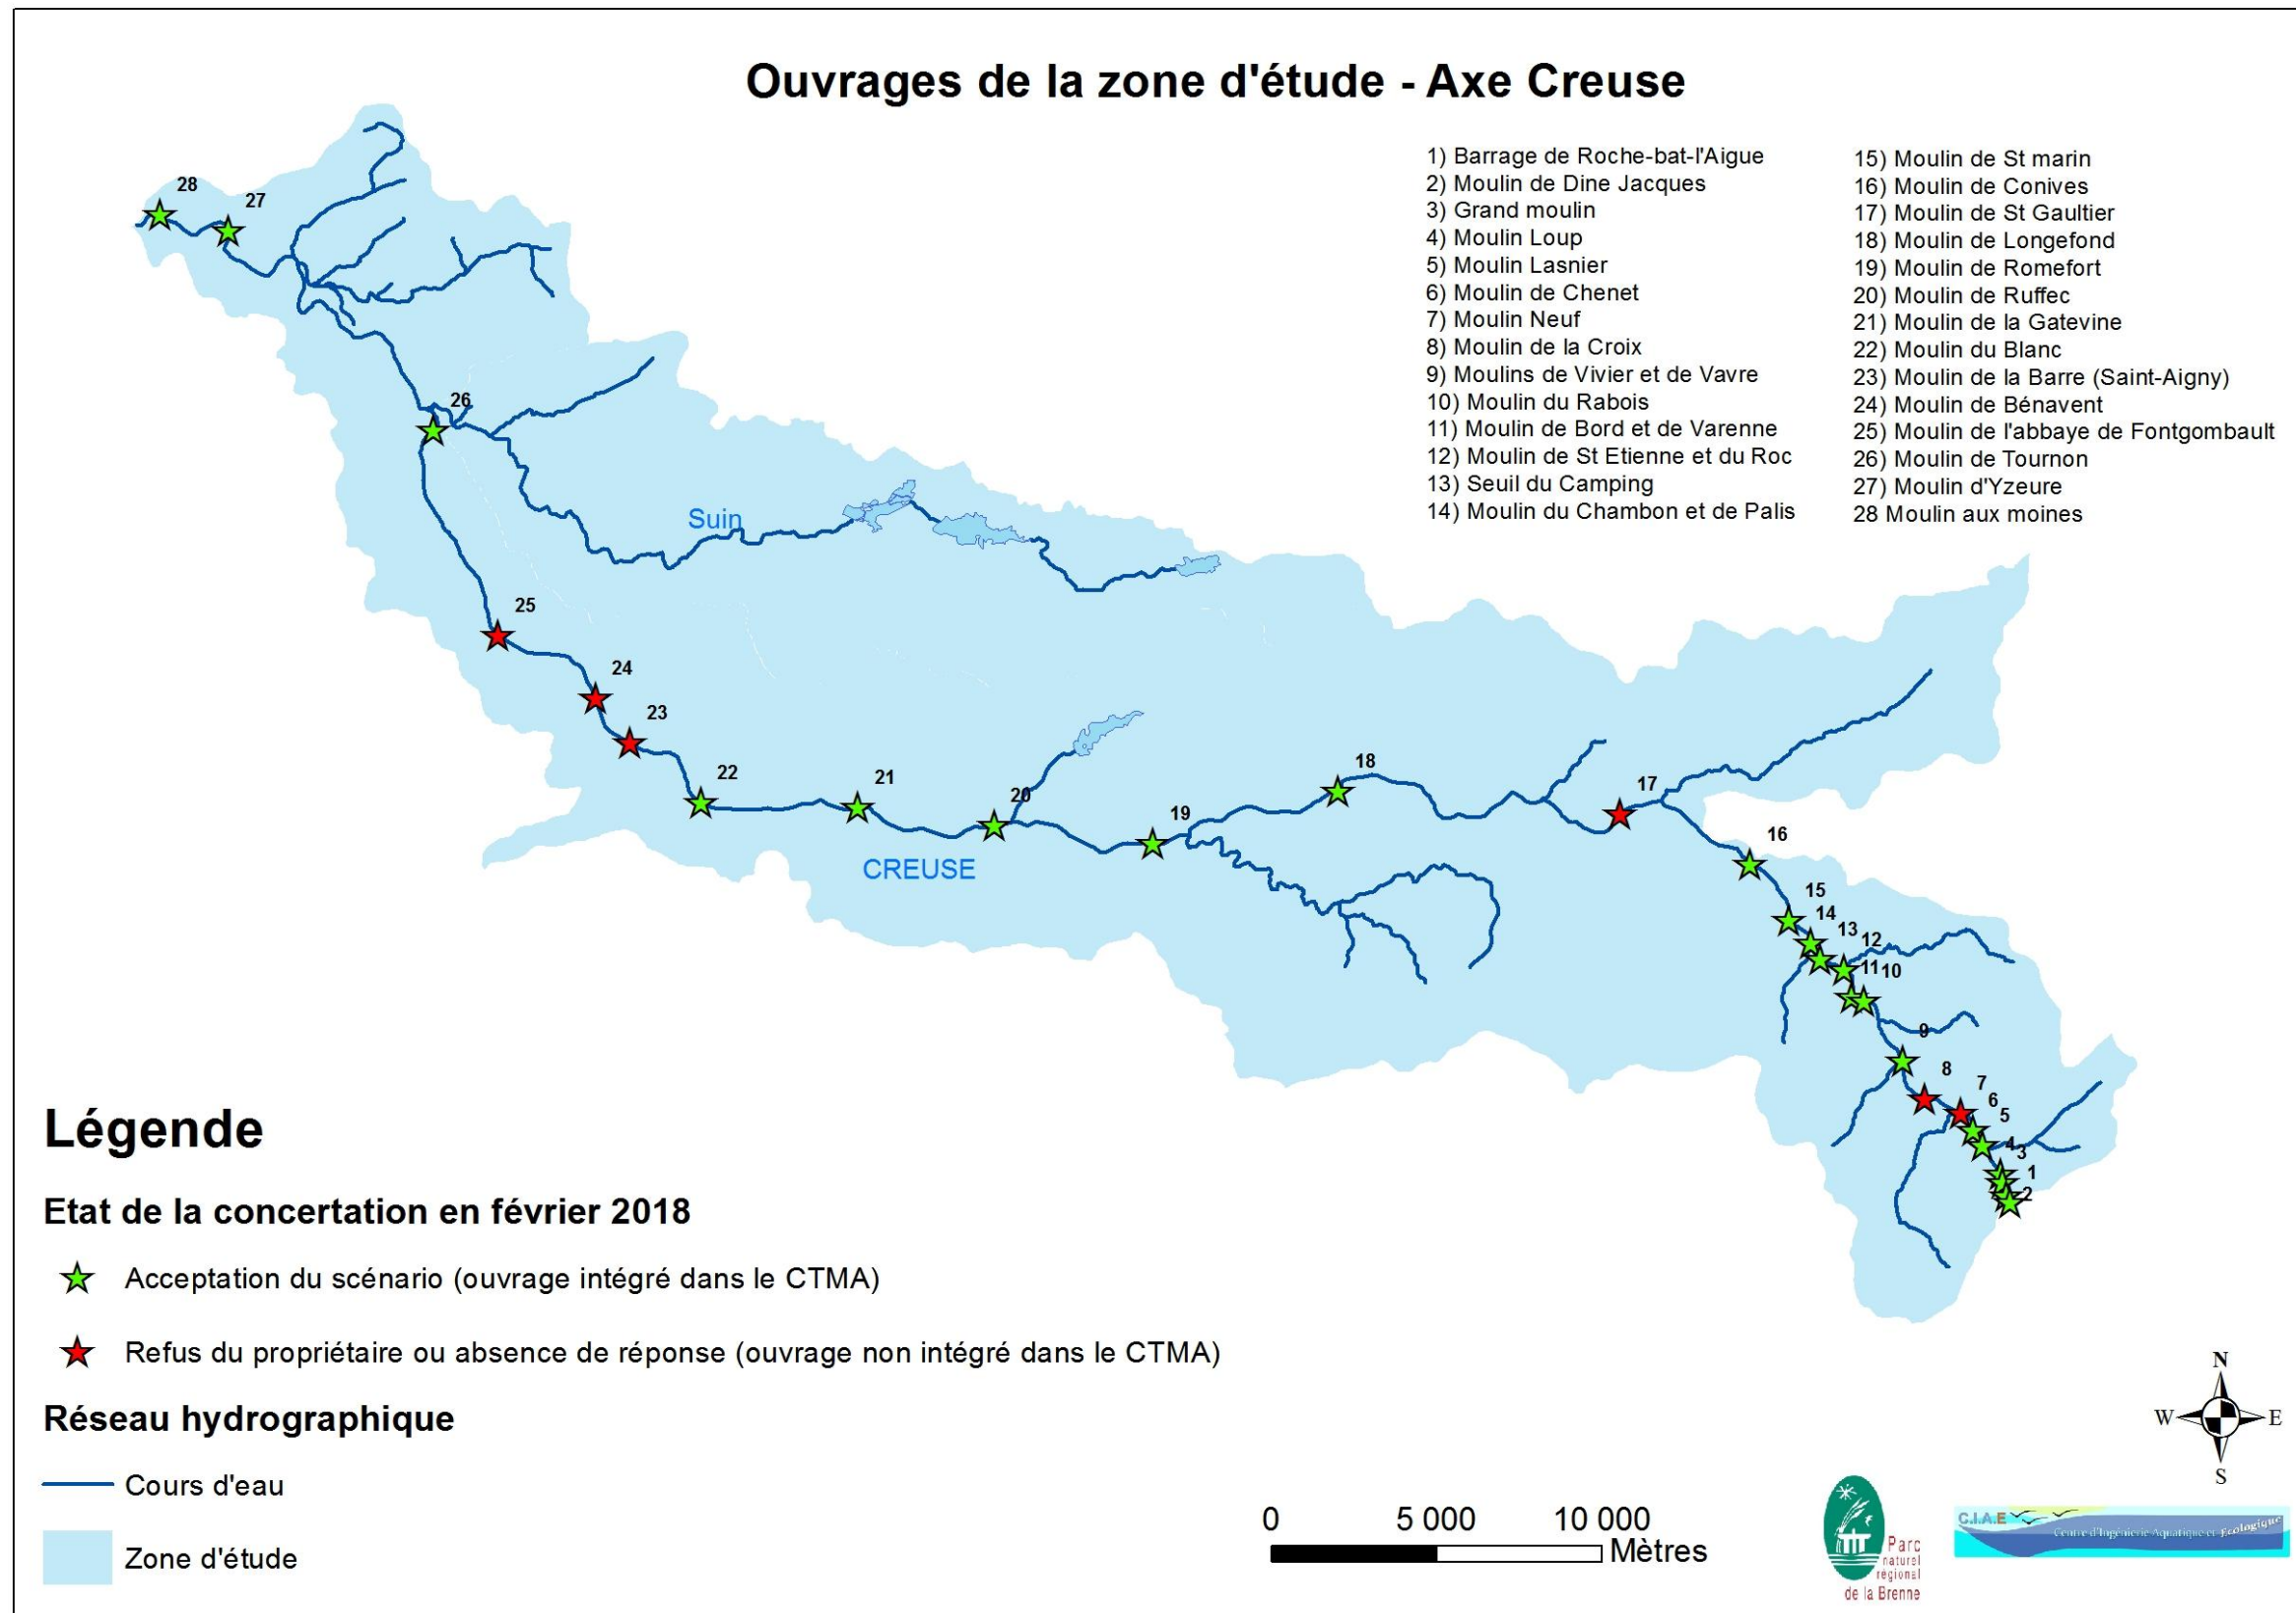 Ouvrages de la zone d'étude - Axe Creuse
1) Barrage de Roche-bat-l'Aigue
2) Moulin de Dine Jacques
3) Grand moulin
4) Moulin Loup
5) Moulin Lasnier
6) Moulin de Chenet
7) Moulin Neuf
8) Moulin de la Croix
9) Moulins de Vivier et de Vavre
10) Moulin du Rabois
11) Moulin de Bord et de Varenne
12) Moulin de St Etienne et du Roc
13) Seuil du Camping
14) Moulin du Chambon et de Palis
15) Moulin de St marin
16) Moulin de Conives
17) Moulin de St Gaultier
18) Moulin de Longefond
19) Moulin de Romefort
20) Moulin de Ruffec
21) Moulin de la Gatevine
22) Moulin du Blanc
23) Moulin de la Barre (Saint-Aigny)
24) Moulin de Bénavent
25) Moulin de l'abbaye de Fontgombault
26) Moulin de Tournon
27) Moulin d'Yzeure
28 Moulin aux moines
28
27
26
Suin
25
24
23
22
21
20
19
18
17
CREUSE
16
15
14
13
12
11
10
9
8
7
6
5
4
3
1
2
Légende
Etat de la concertation en février 2018
Acceptation du scénario (ouvrage intégré dans le CTMA)
Refus du propriétaire ou absence de réponse (ouvrage non intégré dans le CTMA)
Réseau hydrographique
Cours d'eau
Zone d'étude
0 5 000 10 000
Mètres
N
W E
S
Parc
naturel
régional
de la Brenne
C.I.A.E
Centre d'Ingénierie Aquatique et Écologique